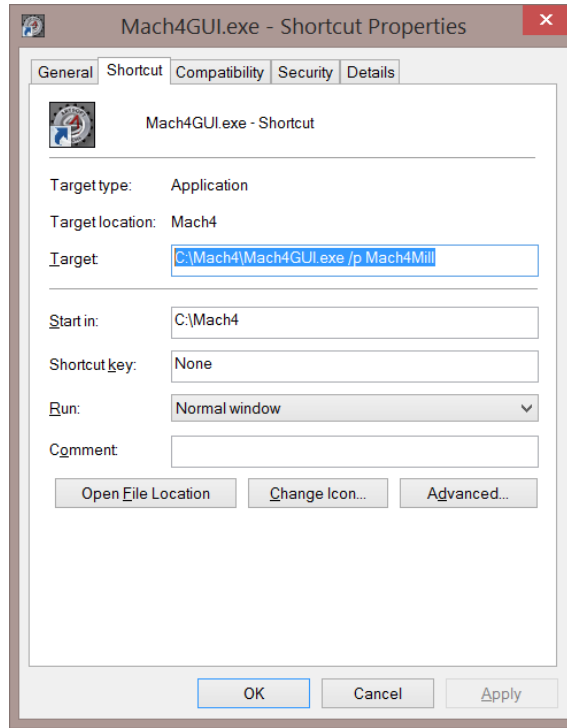 Mach4GUI.exe - Shortcut Properties
General Shortcut Compatibility Security Details
Mach4GUI.exe - Shortcut
Target type: Application
Target location: Mach4
Target: C:\Mach4\Mach4GUI.exe /p Mach4Mill
Start in: C:\Mach4
Shortcut key: None
Run: Normal window
Comment:
Open File Location Change Icon... Advanced...
OK Cancel Apply